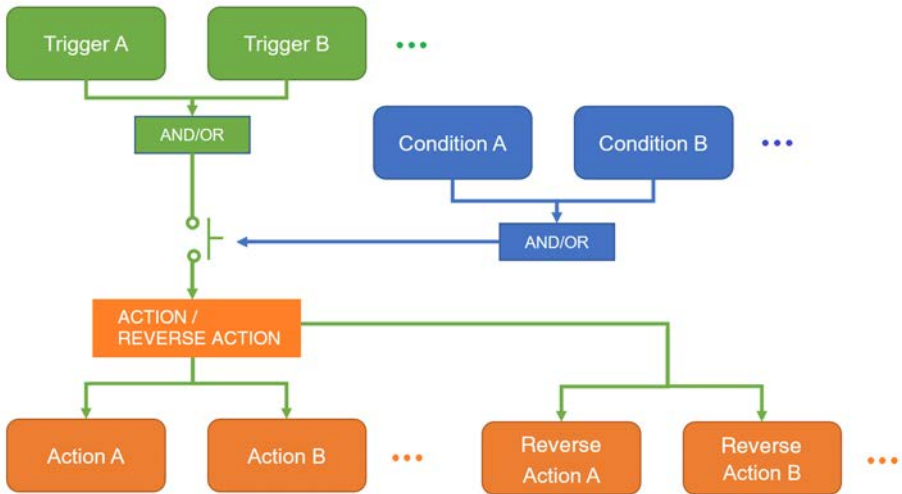 Trigger A
Trigger B
•••
AND/OR
Condition A
Condition B
•••
AND/OR
ACTION /
REVERSE ACTION
Action A
Action B
•••
Reverse
Action A
Reverse
Action B
•••